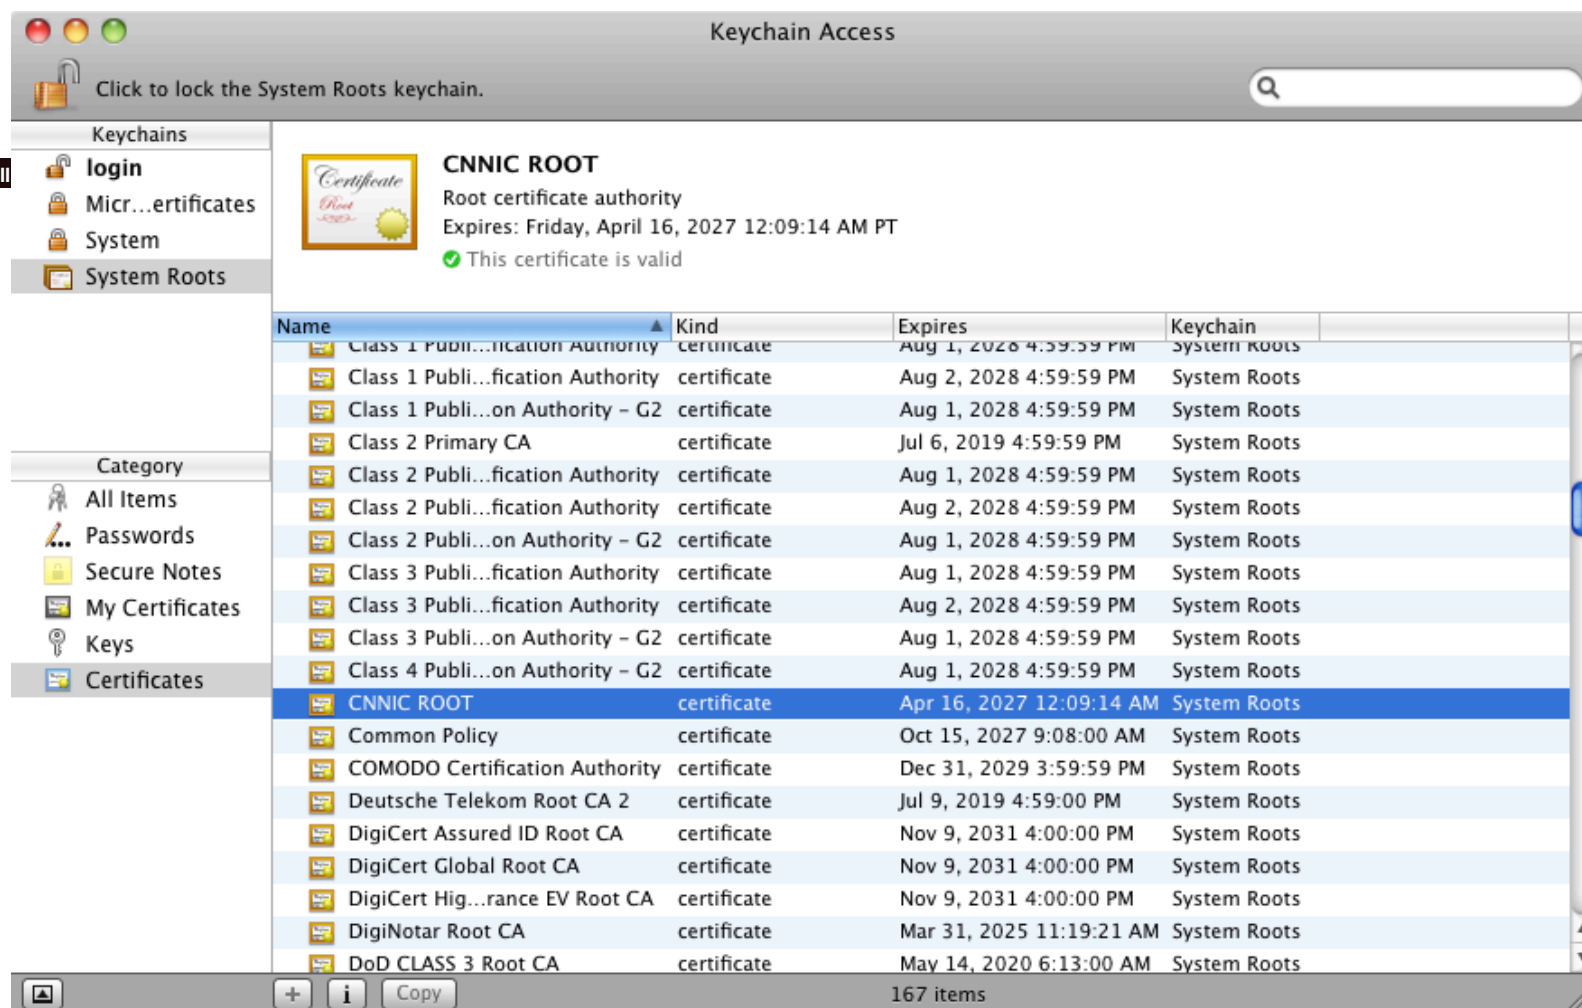 Keychain Access
Click to lock the System Roots keychain.
Keychains
login
Micr...ertificates
System
System Roots
Category
All Items
Passwords
Secure Notes
My Certificates
Keys
Certificates
Certificate
Root
CNNIC ROOT
Root certificate authority
Expires: Friday, April 16, 2027 12:09:14 AM PT
This certificate is valid
Name Kind Expires Keychain
Class 1 Publi...fication Authority certificate Aug 1, 2028 4:59:59 PM System Roots
Class 1 Publi...fication Authority certificate Aug 2, 2028 4:59:59 PM System Roots
Class 1 Publi...on Authority – G2 certificate Aug 1, 2028 4:59:59 PM System Roots
Class 2 Primary CA certificate Jul 6, 2019 4:59:59 PM System Roots
Class 2 Publi...fication Authority certificate Aug 1, 2028 4:59:59 PM System Roots
Class 2 Publi...fication Authority certificate Aug 2, 2028 4:59:59 PM System Roots
Class 2 Publi...on Authority – G2 certificate Aug 1, 2028 4:59:59 PM System Roots
Class 3 Publi...fication Authority certificate Aug 1, 2028 4:59:59 PM System Roots
Class 3 Publi...fication Authority certificate Aug 2, 2028 4:59:59 PM System Roots
Class 3 Publi...on Authority – G2 certificate Aug 1, 2028 4:59:59 PM System Roots
Class 4 Publi...on Authority – G2 certificate Aug 1, 2028 4:59:59 PM System Roots
CNNIC ROOT certificate Apr 16, 2027 12:09:14 AM System Roots
Common Policy certificate Oct 15, 2027 9:08:00 AM System Roots
COMODO Certification Authority certificate Dec 31, 2029 3:59:59 PM System Roots
Deutsche Telekom Root CA 2 certificate Jul 9, 2019 4:59:00 PM System Roots
DigiCert Assured ID Root CA certificate Nov 9, 2031 4:00:00 PM System Roots
DigiCert Global Root CA certificate Nov 9, 2031 4:00:00 PM System Roots
DigiCert Hig...rance EV Root CA certificate Nov 9, 2031 4:00:00 PM System Roots
DigiNotar Root CA certificate Mar 31, 2025 11:19:21 AM System Roots
DoD CLASS 3 Root CA certificate May 14, 2020 6:13:00 AM System Roots
+ i Copy 167 items